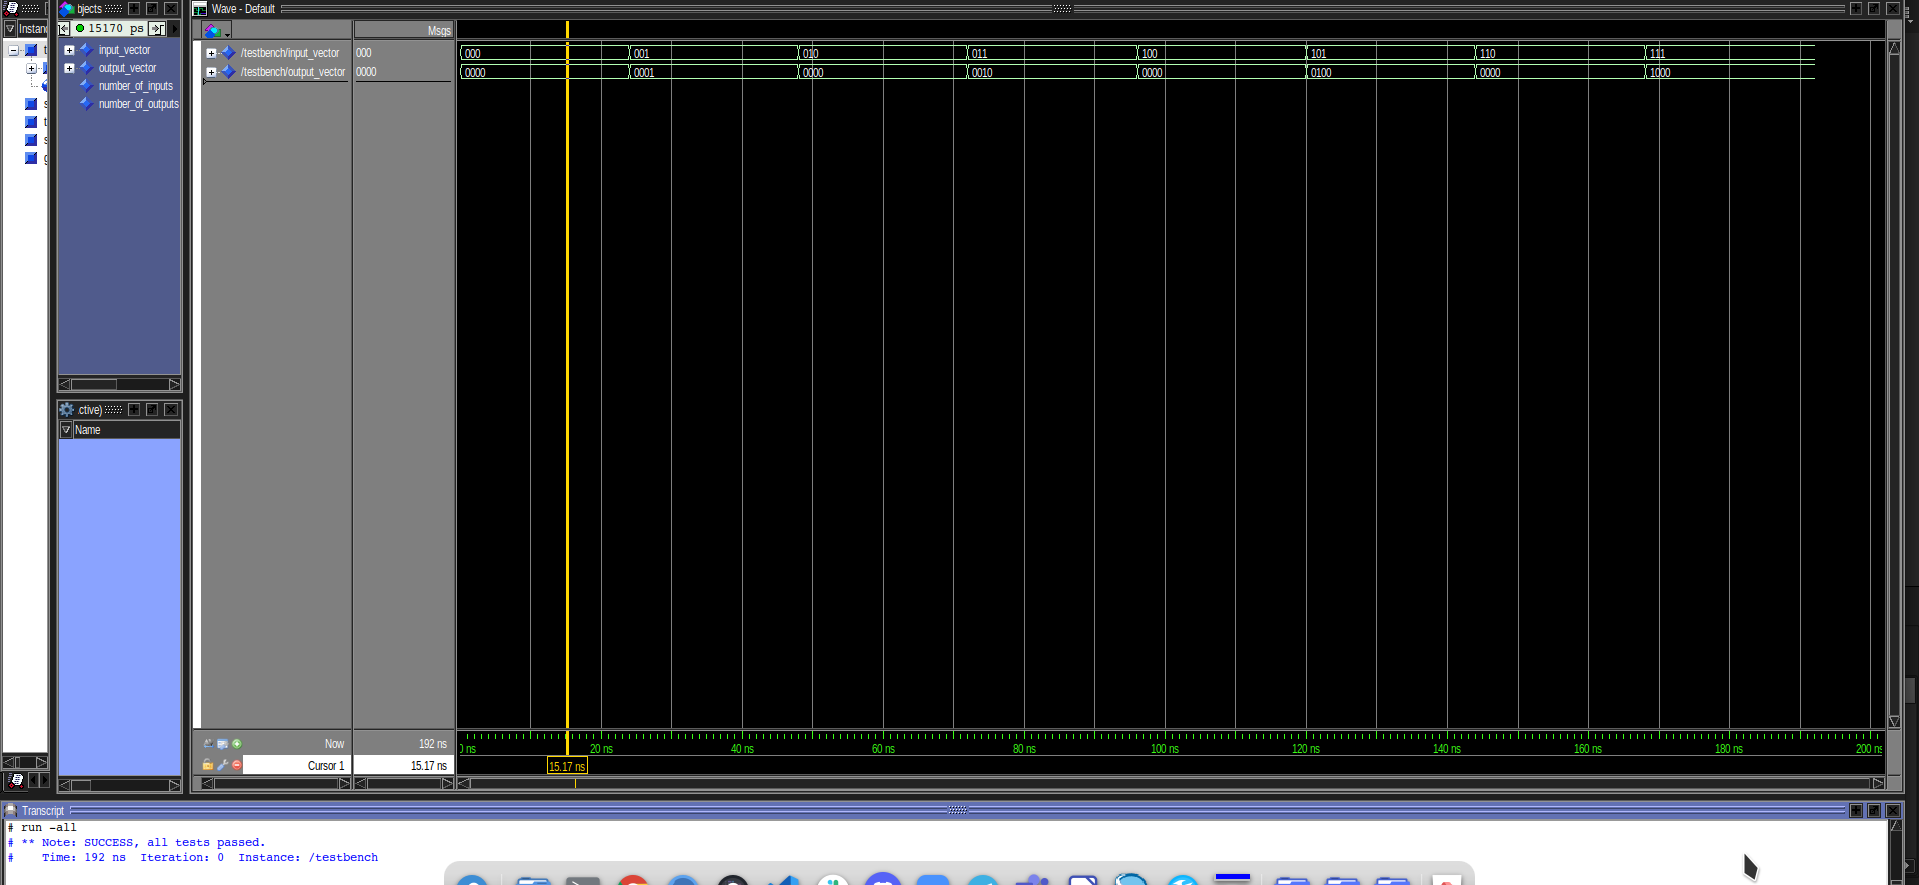 bjects
Wave - Default
Instanc
15170 ps
Msgs
input_vector
output_vector
number_of_inputs
number_of_outputs
/testbench/input_vector
000
000
001
010
011
100
101
110
111
/testbench/output_vector
0000
0000
0001
0000
0010
0000
0100
0000
1000
.ctive)
Name
Now
192 ns
20 ns
40 ns
60 ns
80 ns
100 ns
120 ns
140 ns
160 ns
180 ns
200 ns
Cursor 1
15.17 ns
15.17 ns
Transcript
# run -all
# ** Note: SUCCESS, all tests passed.
#    Time: 192 ns  Iteration: 0  Instance: /testbench